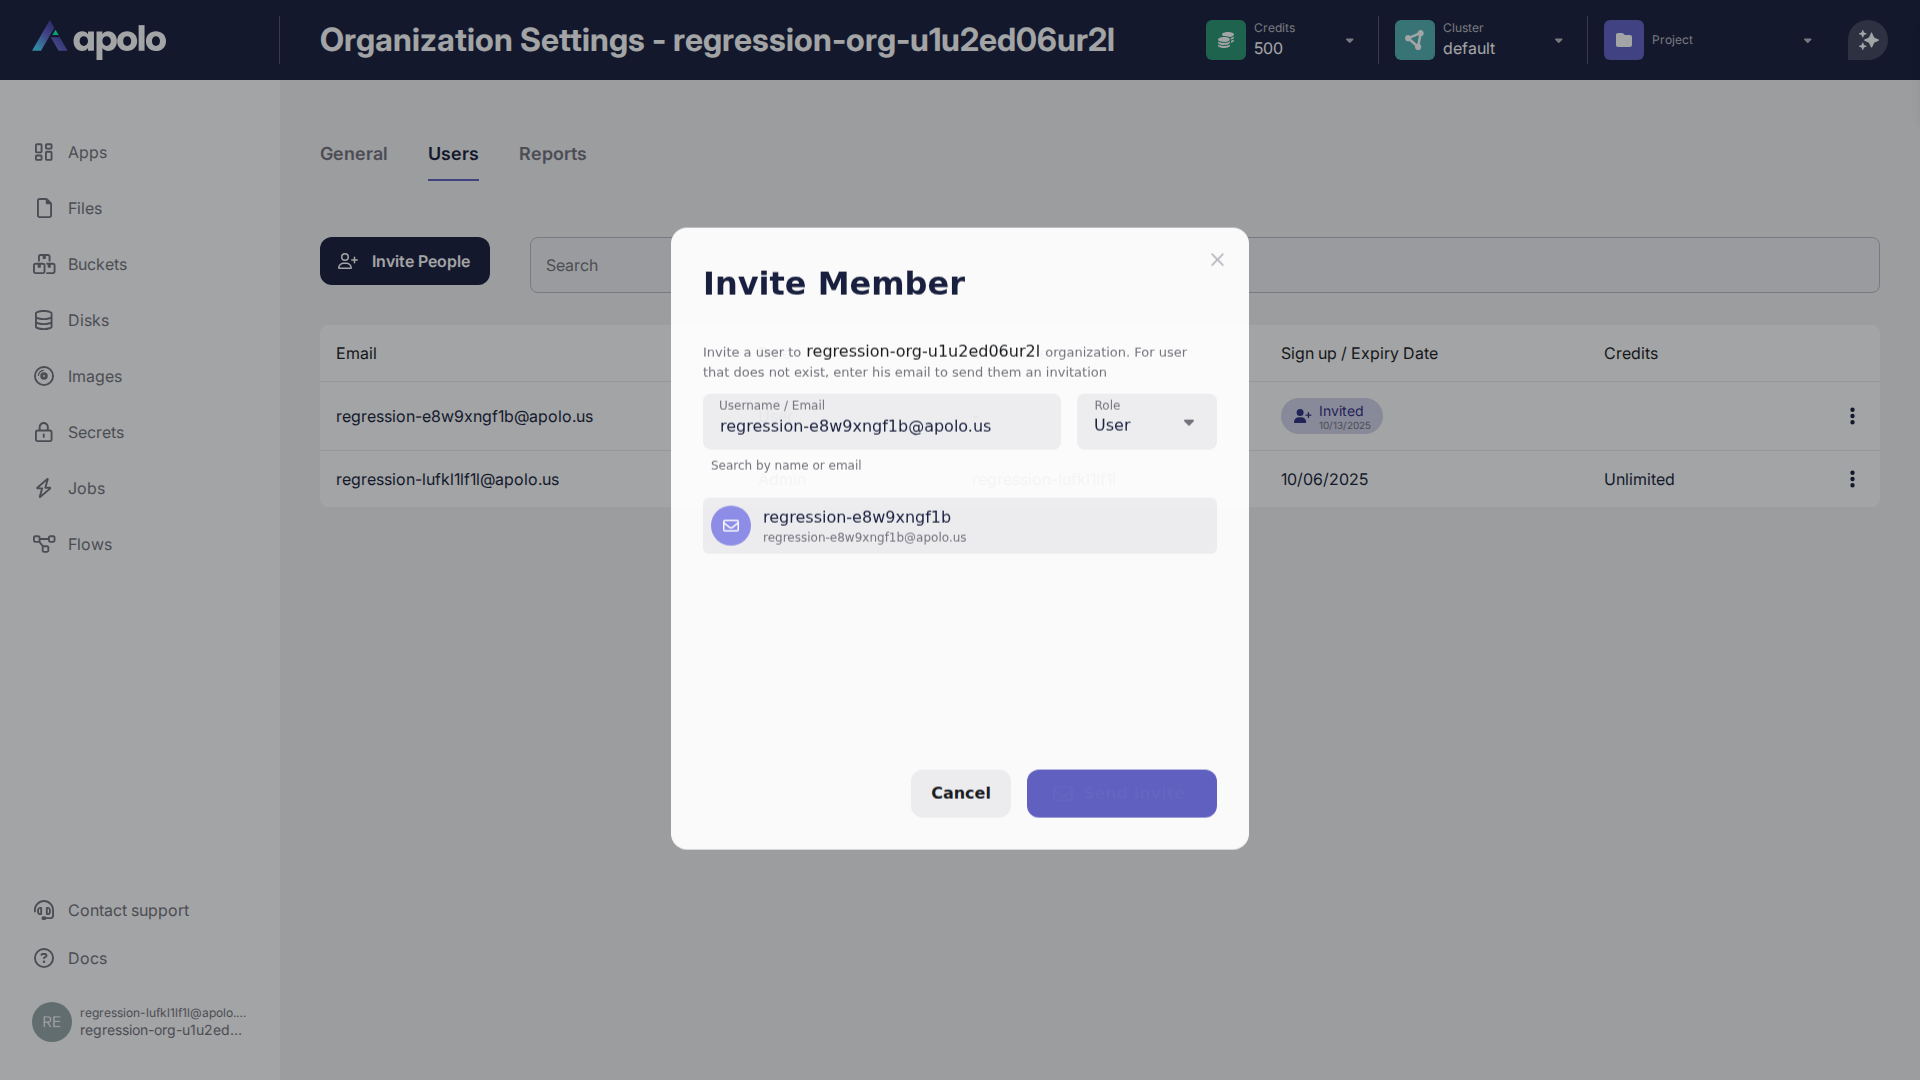 apolo
Organization Settings - regression-org-u1u2ed06ur2l
Credits
500
Cluster
default
Project
Apps
Files
Buckets
Disks
Images
Secrets
Jobs
Flows
Contact support
Docs
RE
regression-lufkl1lf1l@apolo....
regression-org-u1u2ed...
General
Users
Reports
Invite People
Search
Email
Sign up / Expiry Date
Credits
regression-e8w9xngf1b@apolo.us
Invited
10/13/2025
regression-lufkl1lf1l@apolo.us
Admin
regression-lufkl1lf1l
10/06/2025
Unlimited
Invite Member
Invite a user to regression-org-u1u2ed06ur2l organization. For user
that does not exist, enter his email to send them an invitation
Username / Email
regression-e8w9xngf1b@apolo.us
Role
User
Search by name or email
regression-e8w9xngf1b
regression-e8w9xngf1b@apolo.us
Cancel
Send Invite